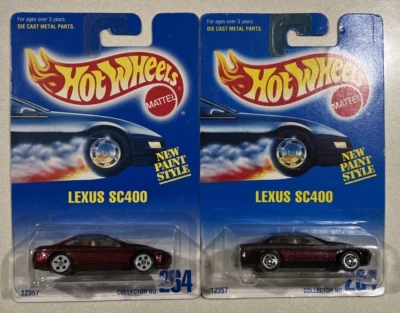 For ages over 3 years.
DIE CAST METAL PARTS.
HOT WHEELS
MATTEL
NEW
PAINT
STYLE
LEXUS SC400
12357
COLLECTOR NO.
264
For ages over 3 years.
DIE CAST METAL PARTS.
HOT WHEELS
MATTEL
NEW
PAINT
STYLE
LEXUS SC400
12357
COLLECTOR NO.
264